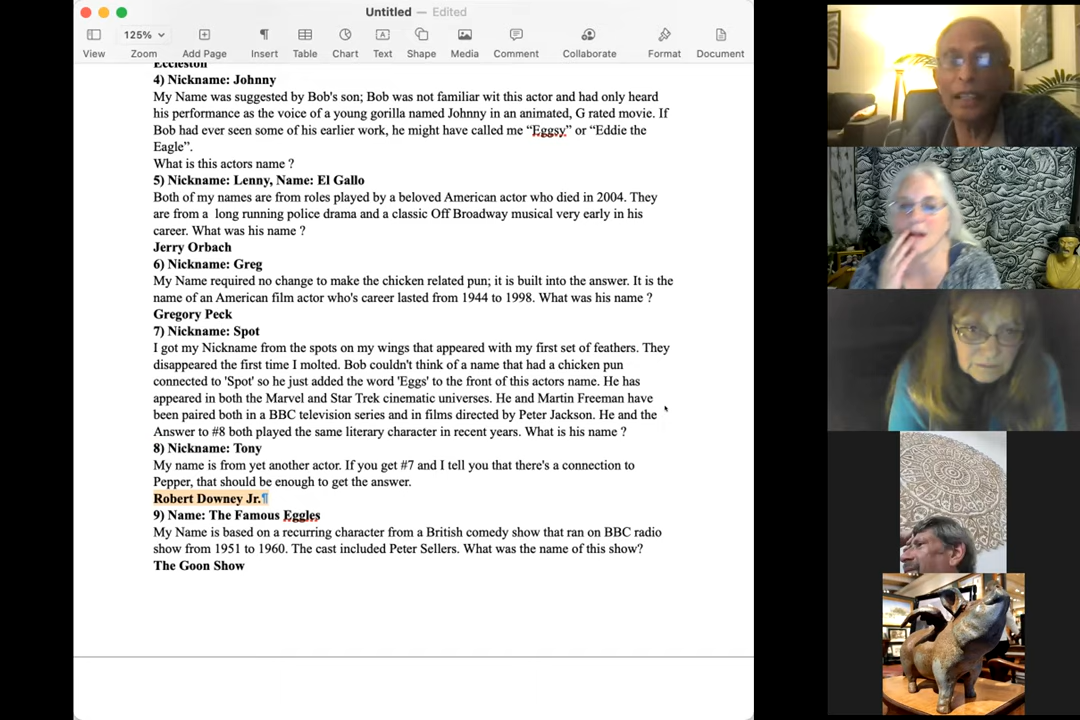 Untitled — Edited
125%
View
Zoom
Add Page
Insert
Table
Chart
Text
Shape
Media
Comment
Collaborate
Format
Document
Eccleston
4) Nickname: Johnny
My Name was suggested by Bob's son; Bob was not familiar wit this actor and had only heard
his performance as the voice of a young gorilla named Johnny in an animated, G rated movie. If
Bob had ever seen some of his earlier work, he might have called me “Eggsy” or “Eddie the
Eagle”.
What is this actors name ?
5) Nickname: Lenny, Name: El Gallo
Both of my names are from roles played by a beloved American actor who died in 2004. They
are from a long running police drama and a classic Off Broadway musical very early in his
career. What was his name ?
Jerry Orbach
6) Nickname: Greg
My Name required no change to make the chicken related pun; it is built into the answer. It is the
name of an American film actor who's career lasted from 1944 to 1998. What was his name ?
Gregory Peck
7) Nickname: Spot
I got my Nickname from the spots on my wings that appeared with my first set of feathers. They
disappeared the first time I molted. Bob couldn't think of a name that had a chicken pun
connected to 'Spot' so he just added the word 'Eggs' to the front of this actors name. He has
appeared in both the Marvel and Star Trek cinematic universes. He and Martin Freeman have
been paired both in a BBC television series and in films directed by Peter Jackson. He and the
Answer to #8 both played the same literary character in recent years. What is his name ?
8) Nickname: Tony
My name is from yet another actor. If you get #7 and I tell you that there's a connection to
Pepper, that should be enough to get the answer.
Robert Downey Jr.¶
9) Name: The Famous Eggles
My Name is based on a recurring character from a British comedy show that ran on BBC radio
show from 1951 to 1960. The cast included Peter Sellers. What was the name of this show?
The Goon Show